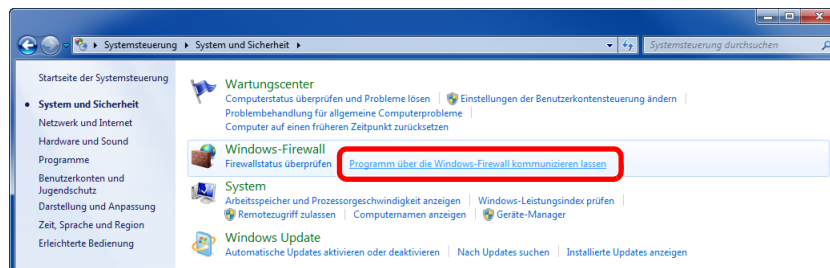 Systemsteuerung ▸ System und Sicherheit ▸
Systemsteuerung durchsuchen
Startseite der Systemsteuerung
System und Sicherheit
Netzwerk und Internet
Hardware und Sound
Programme
Benutzerkonten und
Jugendschutz
Darstellung und Anpassung
Zeit, Sprache und Region
Erleichterte Bedienung
Wartungscenter
Computerstatus überprüfen und Probleme lösen | Einstellungen der Benutzerkontensteuerung ändern |
Problembehandlung für allgemeine Computerprobleme |
Computer auf einen früheren Zeitpunkt zurücksetzen
Windows-Firewall
Firewallstatus überprüfen | Programm über die Windows-Firewall kommunizieren lassen
System
Arbeitsspeicher und Prozessorgeschwindigkeit anzeigen | Windows-Leistungsindex prüfen |
Remotezugriff zulassen | Computernamen anzeigen | Geräte-Manager
Windows Update
Automatische Updates aktivieren oder deaktivieren | Nach Updates suchen | Installierte Updates anzeigen